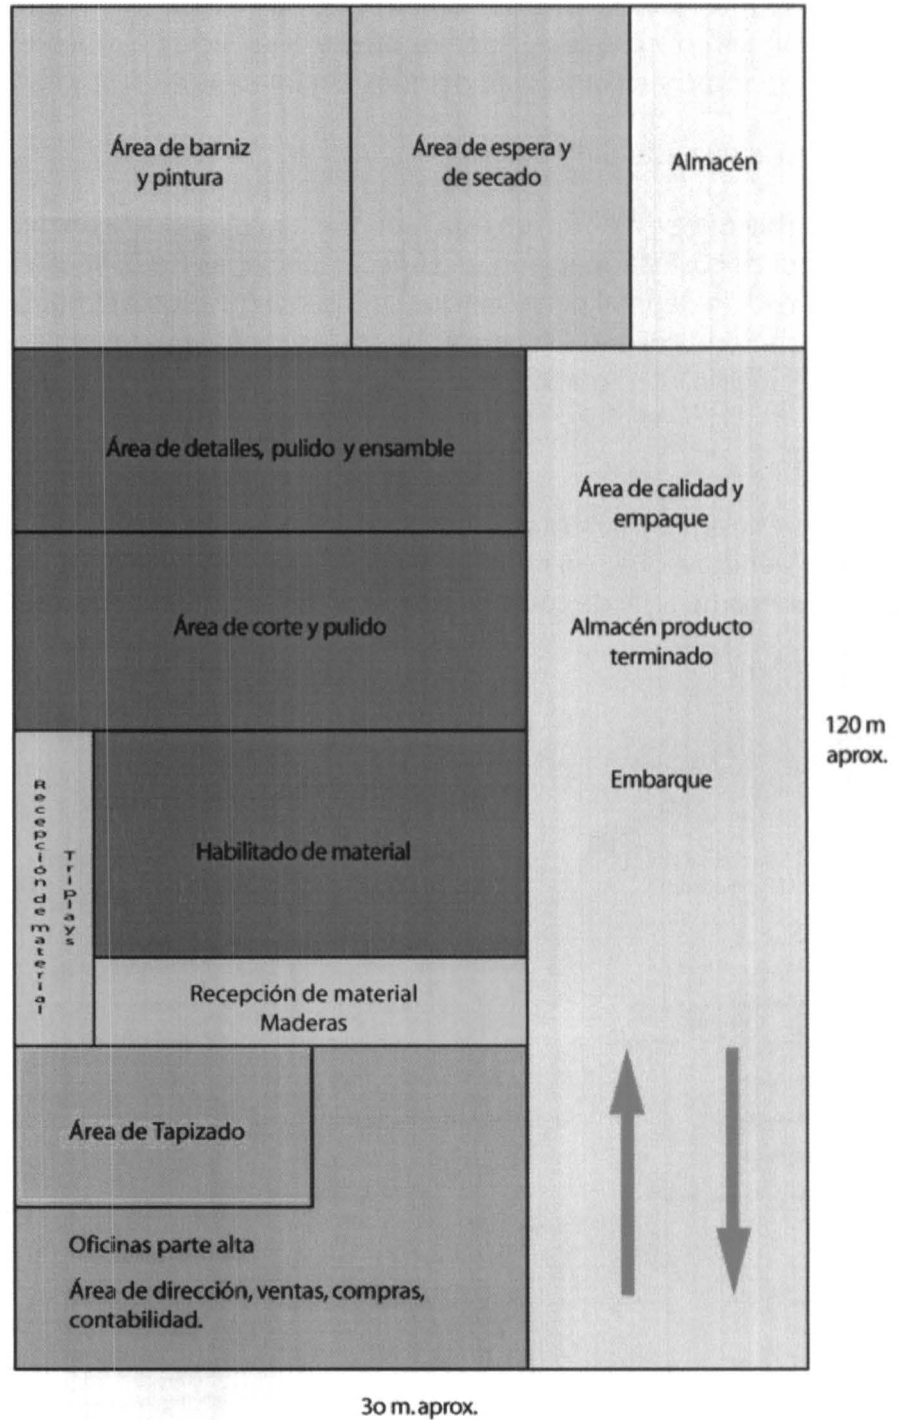 Área de barniz
y pintura
Área de espera y
de secado
Almacén
Área de detalles, pulido y ensamble
Área de calidad y
empaque
Área de corte y pulido
Almacén producto
terminado
120 m
aprox.
Embarque
Recepción de material
Triplays
Habilitado de material
Recepción de material
Maderas
Área de Tapizado
Oficinas parte alta
Área de dirección, ventas, compras,
contabilidad.
3o m. aprox.